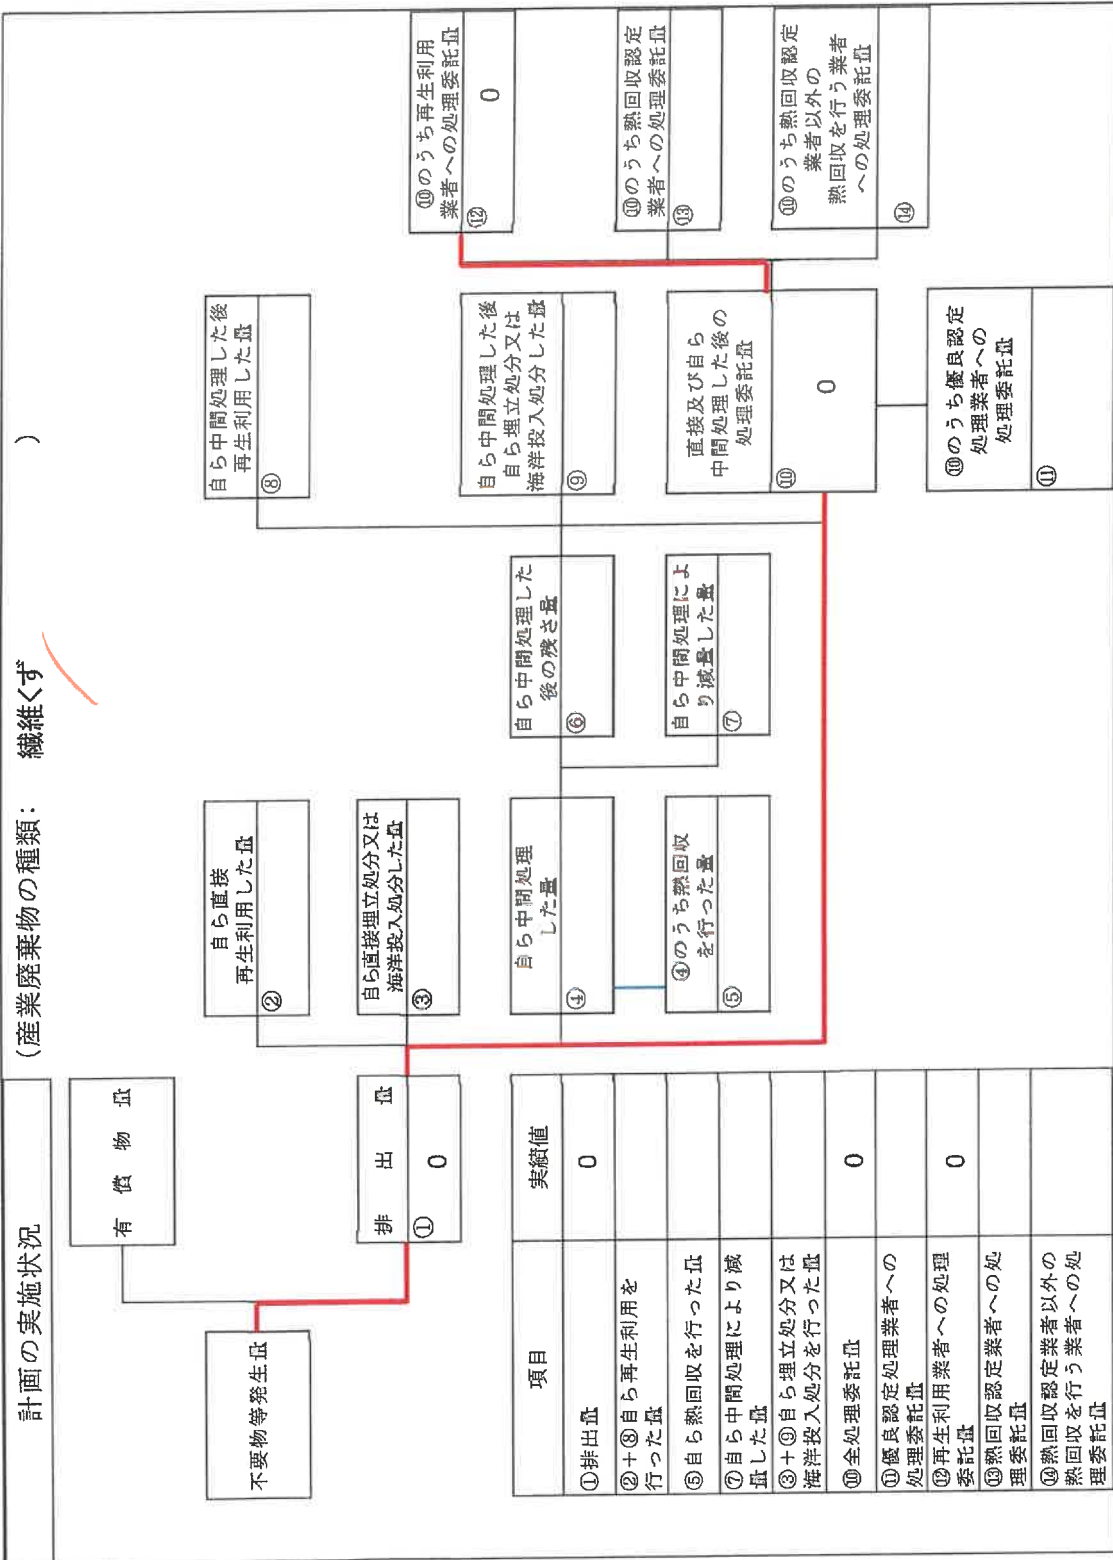 計画の実施状況
（産業廃棄物の種類： 繊維くず ）
不要物等発生量
有償物量
排出量
① 0
自ら直接
再生利用した量
②
自ら直接埋立処分又は
海洋投入処分した量
③
自ら中間処理
した量
④
④のうち熱回収
を行った量
⑤
自ら中間処理した
後の残さ量
⑥
自ら中間処理によ
り減量した量
⑦
自ら中間処理した後
再生利用した量
⑧
自ら中間処理した後
自ら埋立処分又は
海洋投入処分した量
⑨
直接及び自ら
中間処理した後の
処理委託量
⑩ 0
⑩のうち優良認定
処理業者への
処理委託量
⑪
⑩のうち再生利用
業者への処理委託量
⑫ 0
⑩のうち熱回収認定
業者への処理委託量
⑬
⑩のうち熱回収認定
業者以外の
熱回収を行う業者
への処理委託量
⑭
項目 実績値
①排出量 0
②＋⑧自ら再生利用を
行った量
⑤自ら熱回収を行った量
⑦自ら中間処理により減
量した量
③＋⑨自ら埋立処分又は
海洋投入処分を行った量
⑩全処理委託量 0
⑪優良認定処理業者への
処理委託量
⑫再生利用業者への処理
委託量 0
⑬熱回収認定業者への処
理委託量
⑭熱回収認定業者以外の
熱回収を行う業者への処
理委託量